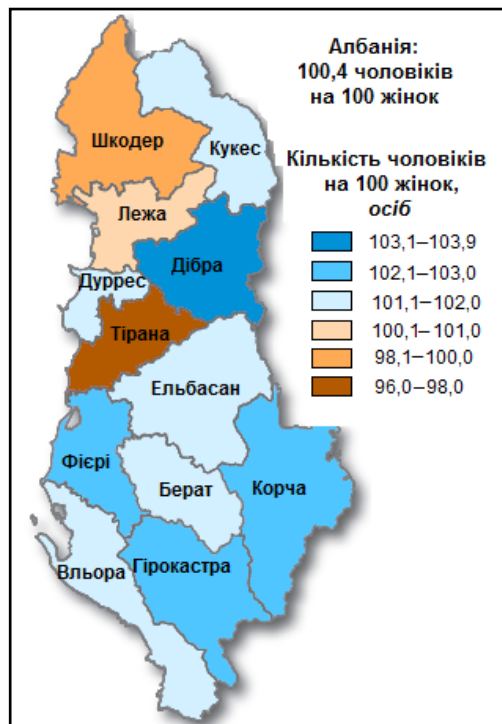 Албанія:
100,4 чоловіків
на 100 жінок
Шкодер
Кукес
Кількість чоловіків
на 100 жінок,
осіб
Лежа
103,1–103,9
Дібра
102,1–103,0
Дуррес
101,1–102,0
Тірана
100,1–101,0
98,1–100,0
Ельбасан
96,0–98,0
Фієрі
Берат
Корча
Вльора
Гірокастра